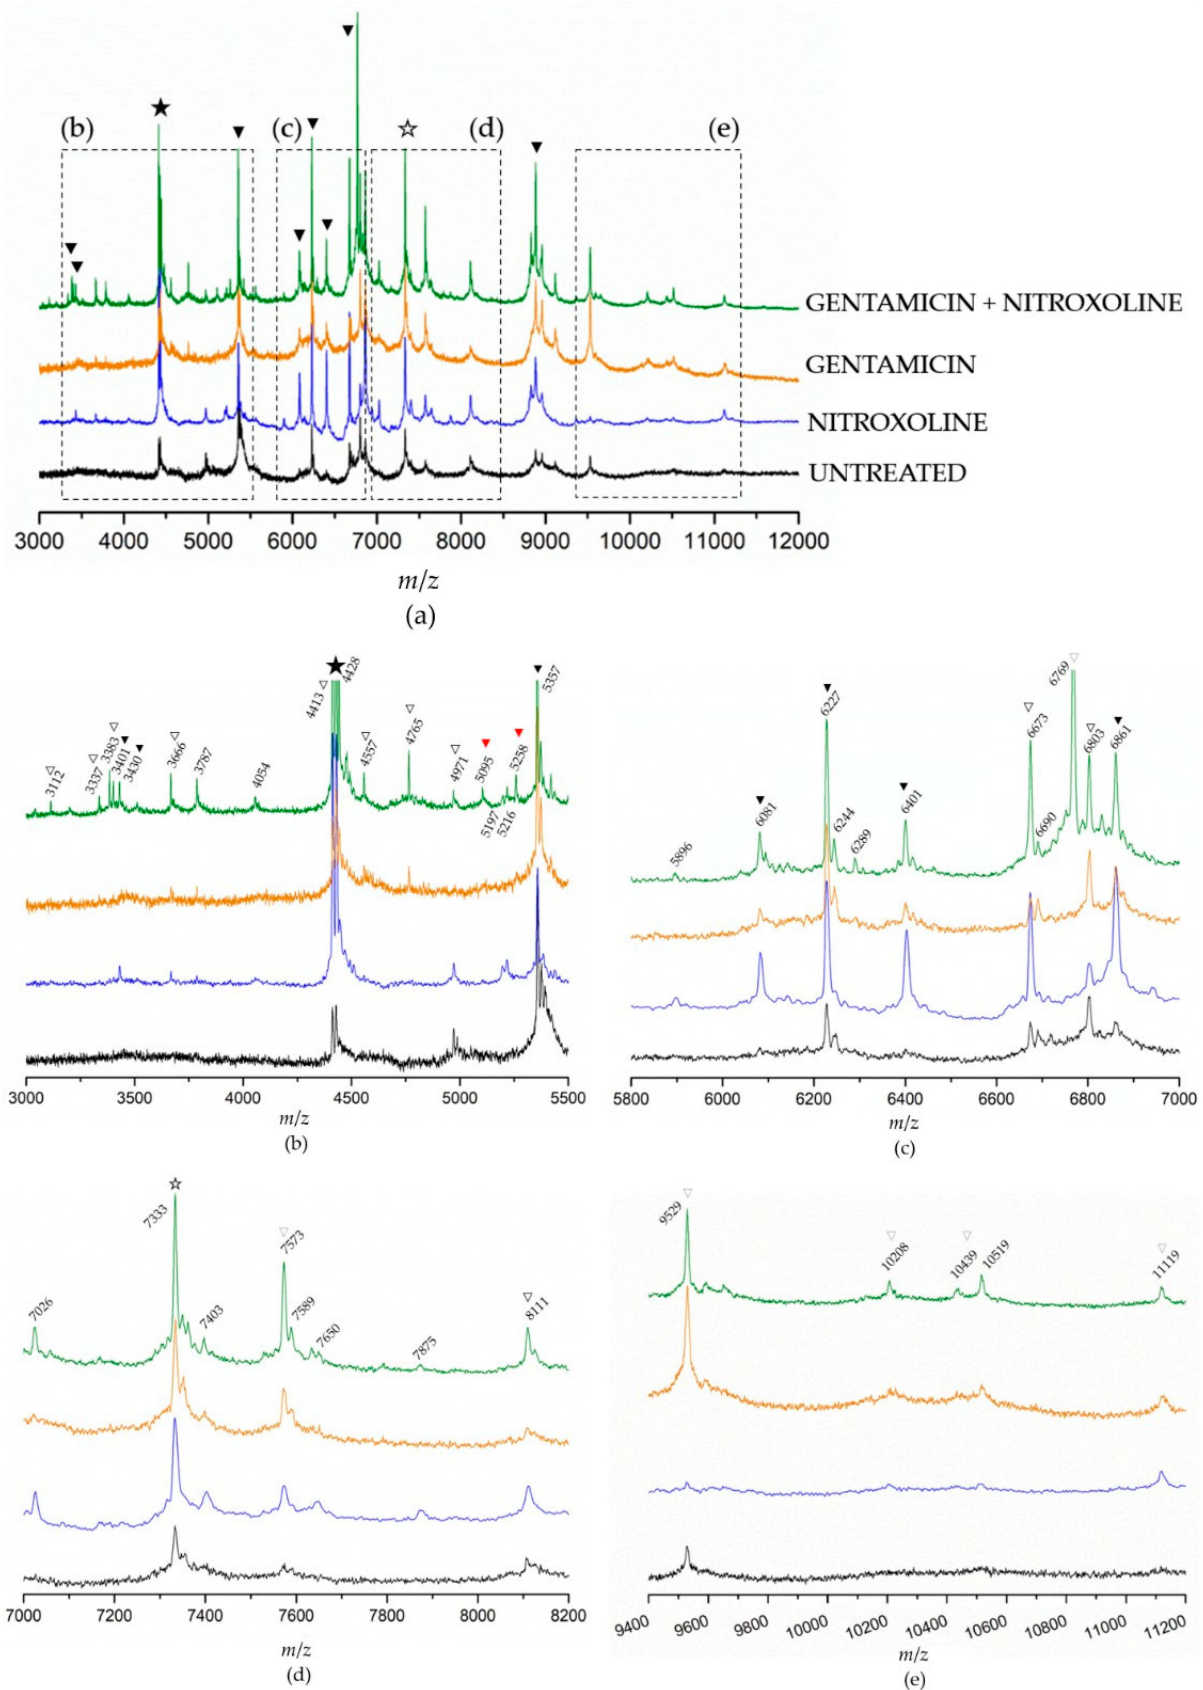 (b) (c) (d) (e)
GENTAMICIN + NITROXOLINE
GENTAMICIN
NITROXOLINE
UNTREATED
3000 4000 5000 6000 7000 8000 9000 10000 11000 12000
m/z
(a)
3112 3337 3383 3401 3430 3666 3787 4054 4413 4428 4557 4765 4971 5095 5197 5216 5258 5357
3000 3500 4000 4500 5000 5500
m/z
(b)
5896 6081 6227 6244 6289 6401 6673 6690 6769 6803 6861
5800 6000 6200 6400 6600 6800 7000
m/z
(c)
7026 7333 7403 7573 7589 7650 7875 8111
7000 7200 7400 7600 7800 8000 8200
m/z
(d)
9529 10208 10439 10519 11119
9400 9600 9800 10000 10200 10400 10600 10800 11000 11200
m/z
(e)